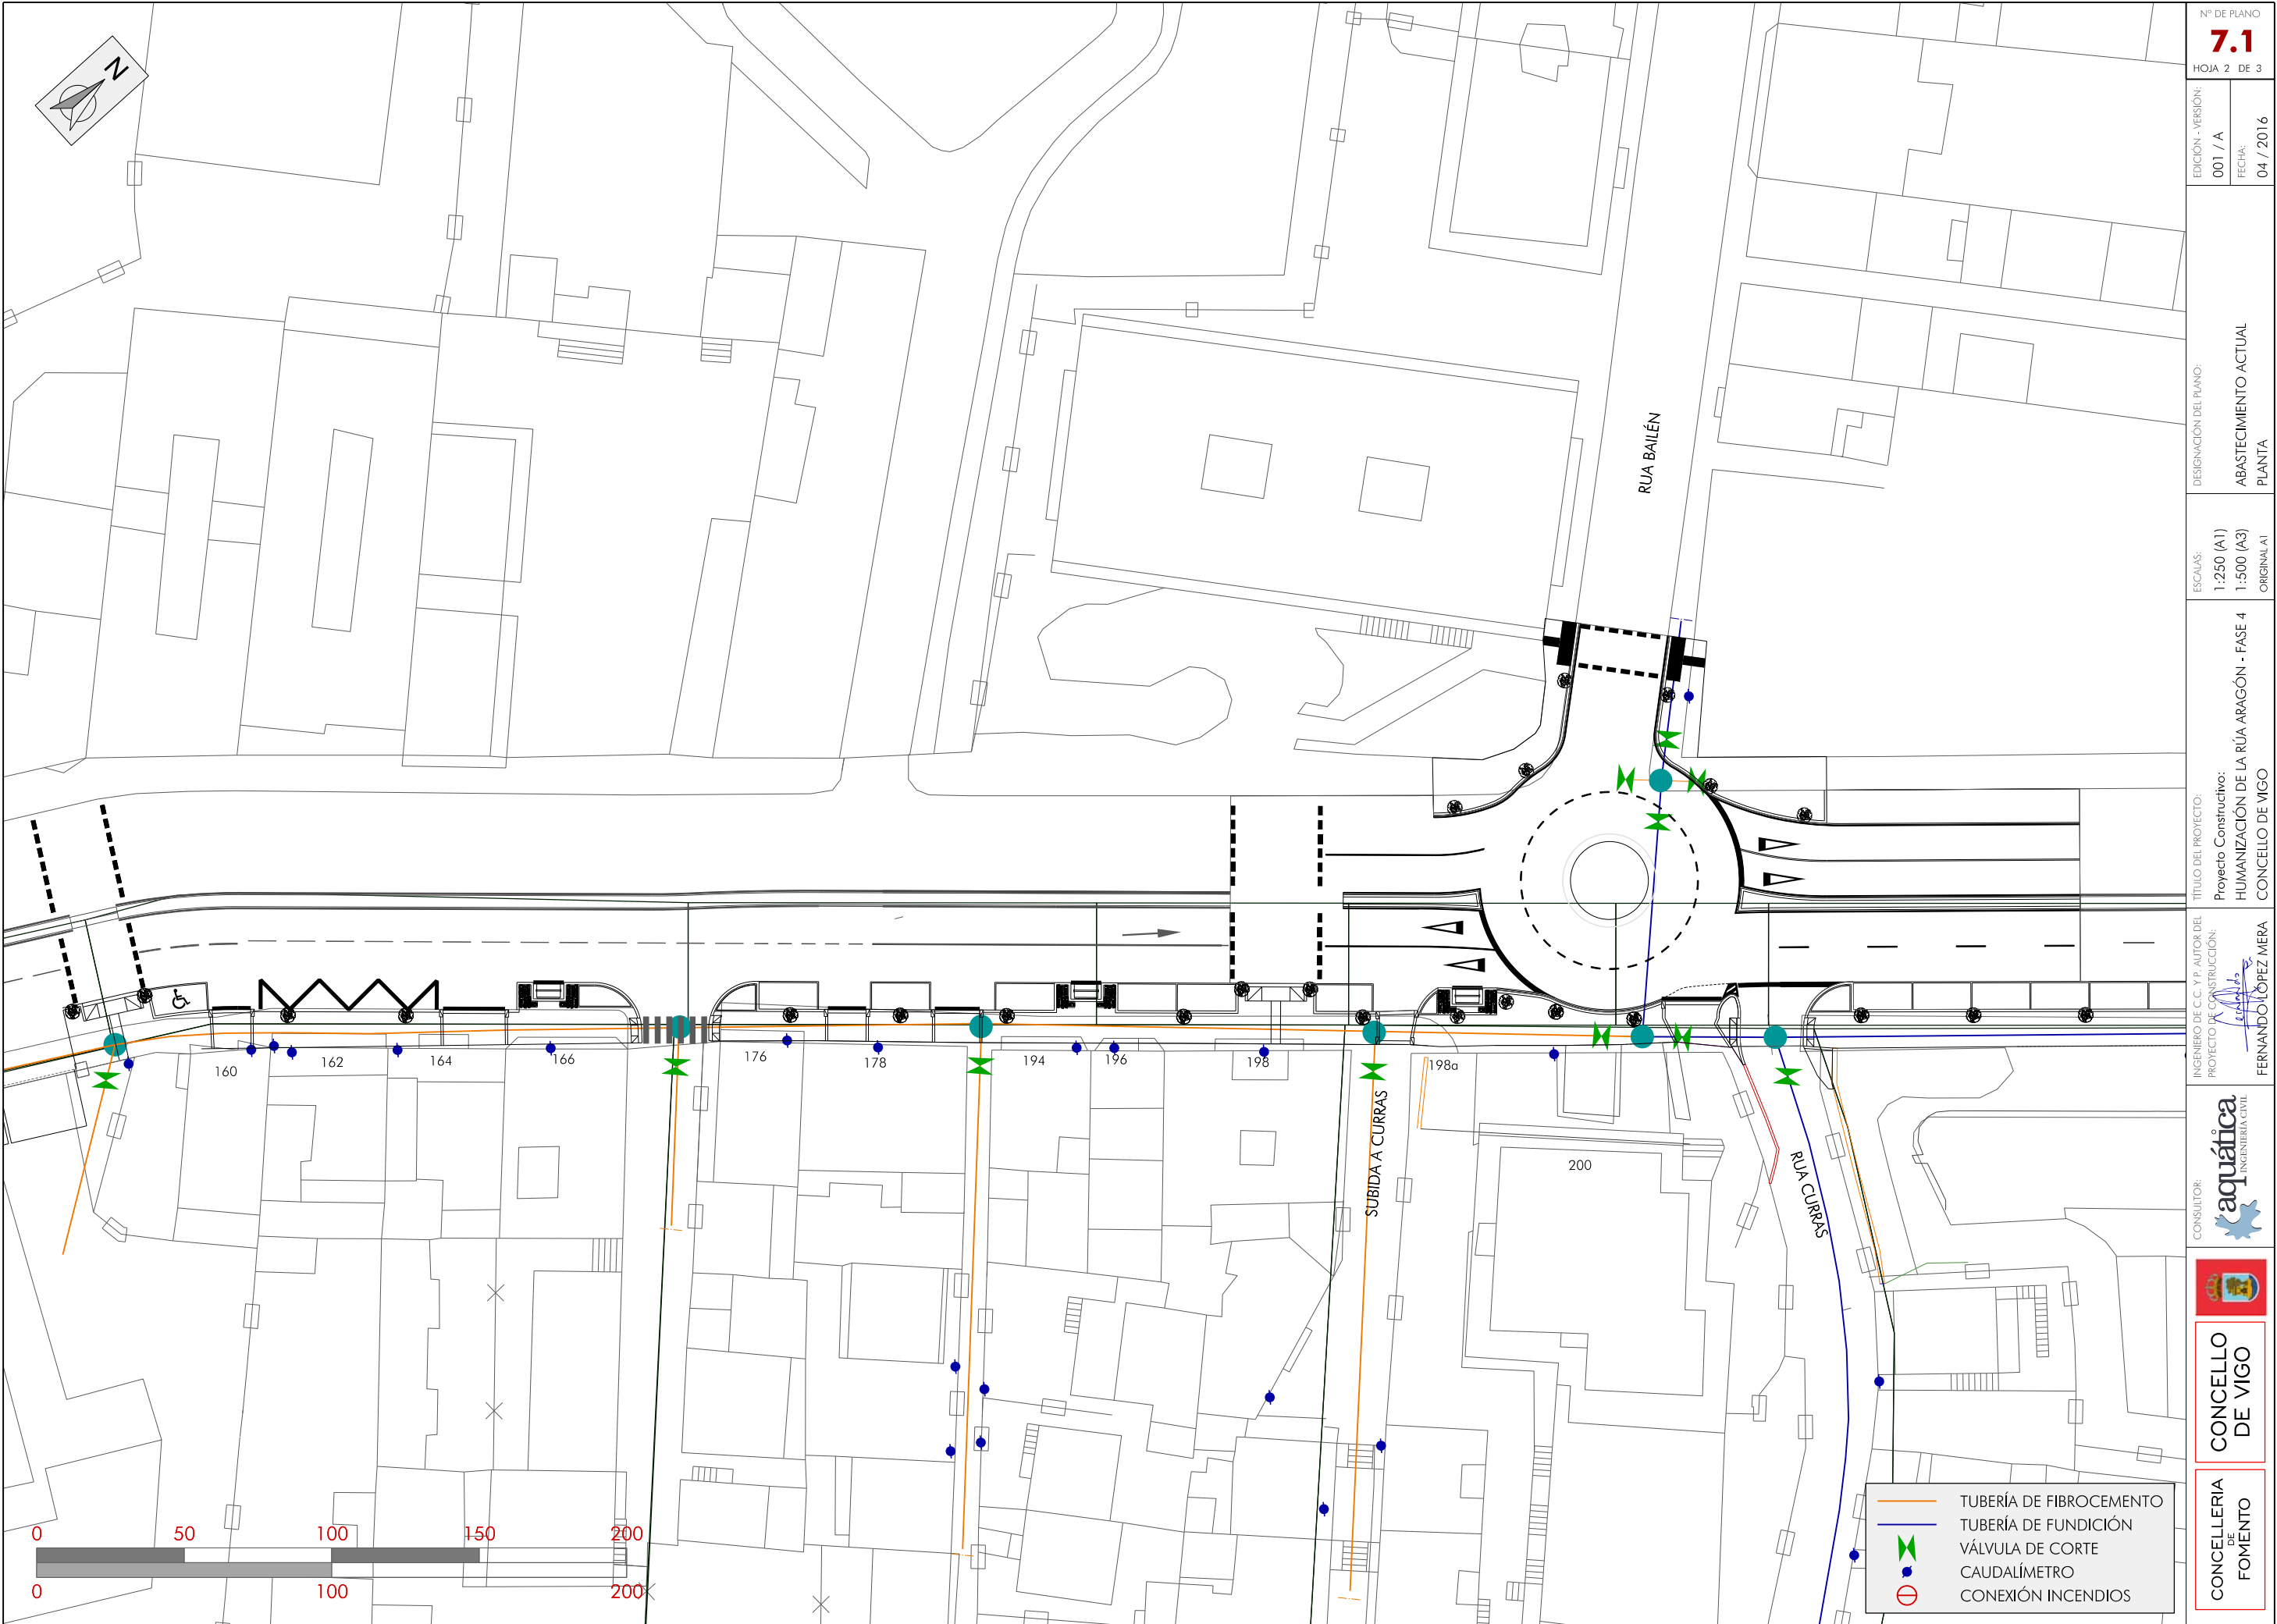 N
RUA BAILÉN
160
162
164
166
176
178
194
196
198
198a
200
SUBIDA A CURRAS
RUA CURRAS
0 50 100 150 200
0 100 200
TUBERÍA DE FIBROCEMENTO
TUBERÍA DE FUNDICIÓN
VÁLVULA DE CORTE
CAUDALÍMETRO
CONEXIÓN INCENDIOS
Nº DE PLANO
7.1
HOJA 2 DE 3
EDICIÓN - VERSIÓN:
001 / A
FECHA:
04 / 2016
DESIGNACIÓN DEL PLANO:
ABASTECIMIENTO ACTUAL
PLANTA
ESCALAS:
1:250 (A1)
1:500 (A3)
ORIGINAL A1
TÍTULO DEL PROYECTO:
Proyecto Constructivo:
HUMANIZACIÓN DE LA RÚA ARAGÓN - FASE 4
CONCELLO DE VIGO
INGENIERO DE C.C. Y P. AUTOR DEL
PROYECTO DE CONSTRUCCIÓN:
FERNANDO LÓPEZ MERA
CONSULTOR:
aquática
INGENIERÍA CIVIL
CONCELLO
DE VIGO
CONCELLERIA
DE
FOMENTO